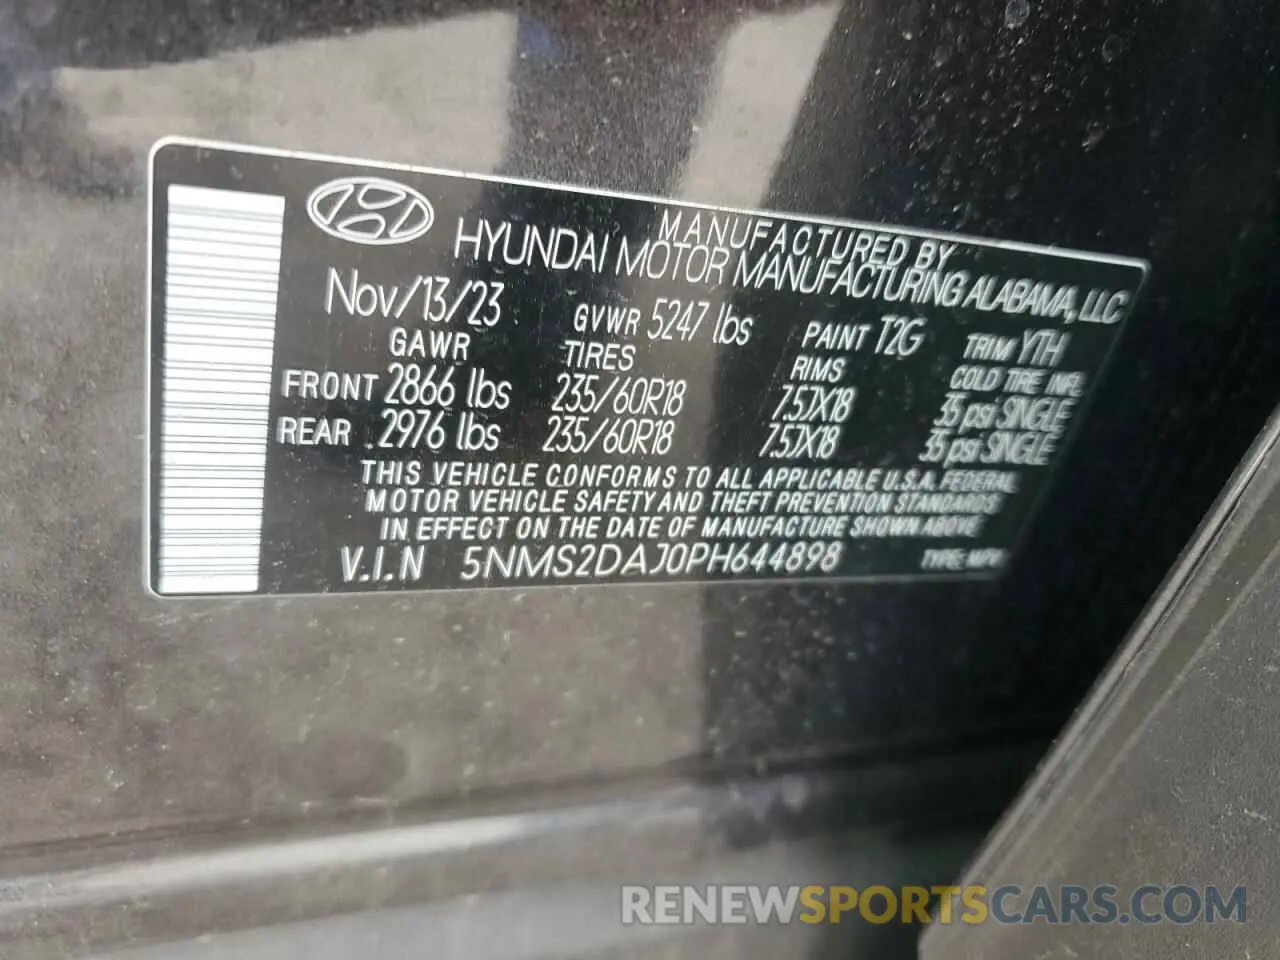 MANUFACTURED BY
HYUNDAI MOTOR MANUFACTURING ALABAMA, LLC
Nov/13/23 GVWR 5247 lbs PAINT T2G TRIM YTH
GAWR TIRES RIMS COLD TIRE INFL
FRONT 2866 lbs 235/60R18 7.5JX18 35 psi SINGLE
REAR 2976 lbs 235/60R18 7.5JX18 35 psi SINGLE
THIS VEHICLE CONFORMS TO ALL APPLICABLE U.S.A. FEDERAL
MOTOR VEHICLE SAFETY AND THEFT PREVENTION STANDARDS
IN EFFECT ON THE DATE OF MANUFACTURE SHOWN ABOVE
V.I.N 5NMS2DAJ0PH644898 TYPE: MPV
RENEWSPORTSCARS.COM